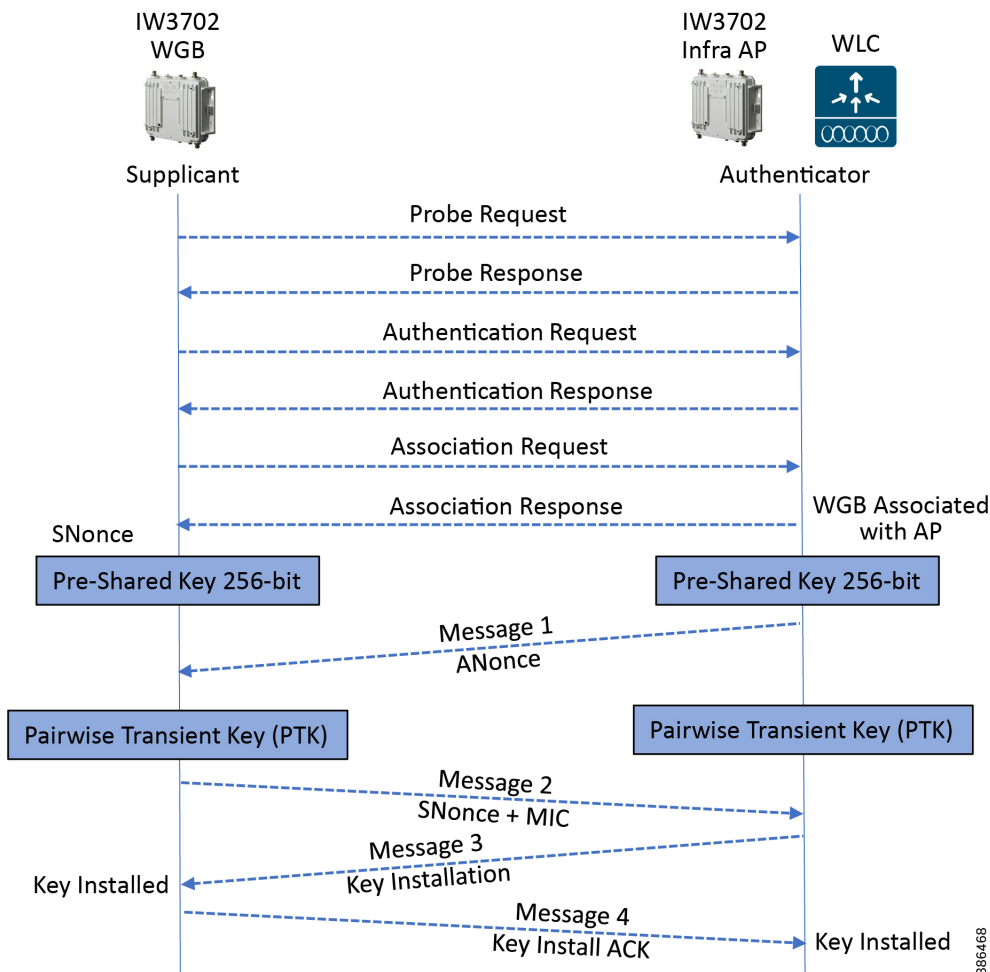 IW3702
WGB
IW3702
Infra AP
WLC
Supplicant
Authenticator
Probe Request
Probe Response
Authentication Request
Authentication Response
Association Request
Association Response
WGB Associated
with AP
SNonce
Pre-Shared Key 256-bit
Pre-Shared Key 256-bit
Message 1
ANonce
Pairwise Transient Key (PTK)
Pairwise Transient Key (PTK)
Message 2
SNonce + MIC
Message 3
Key Installation
Key Installed
Message 4
Key Install ACK
Key Installed
386468